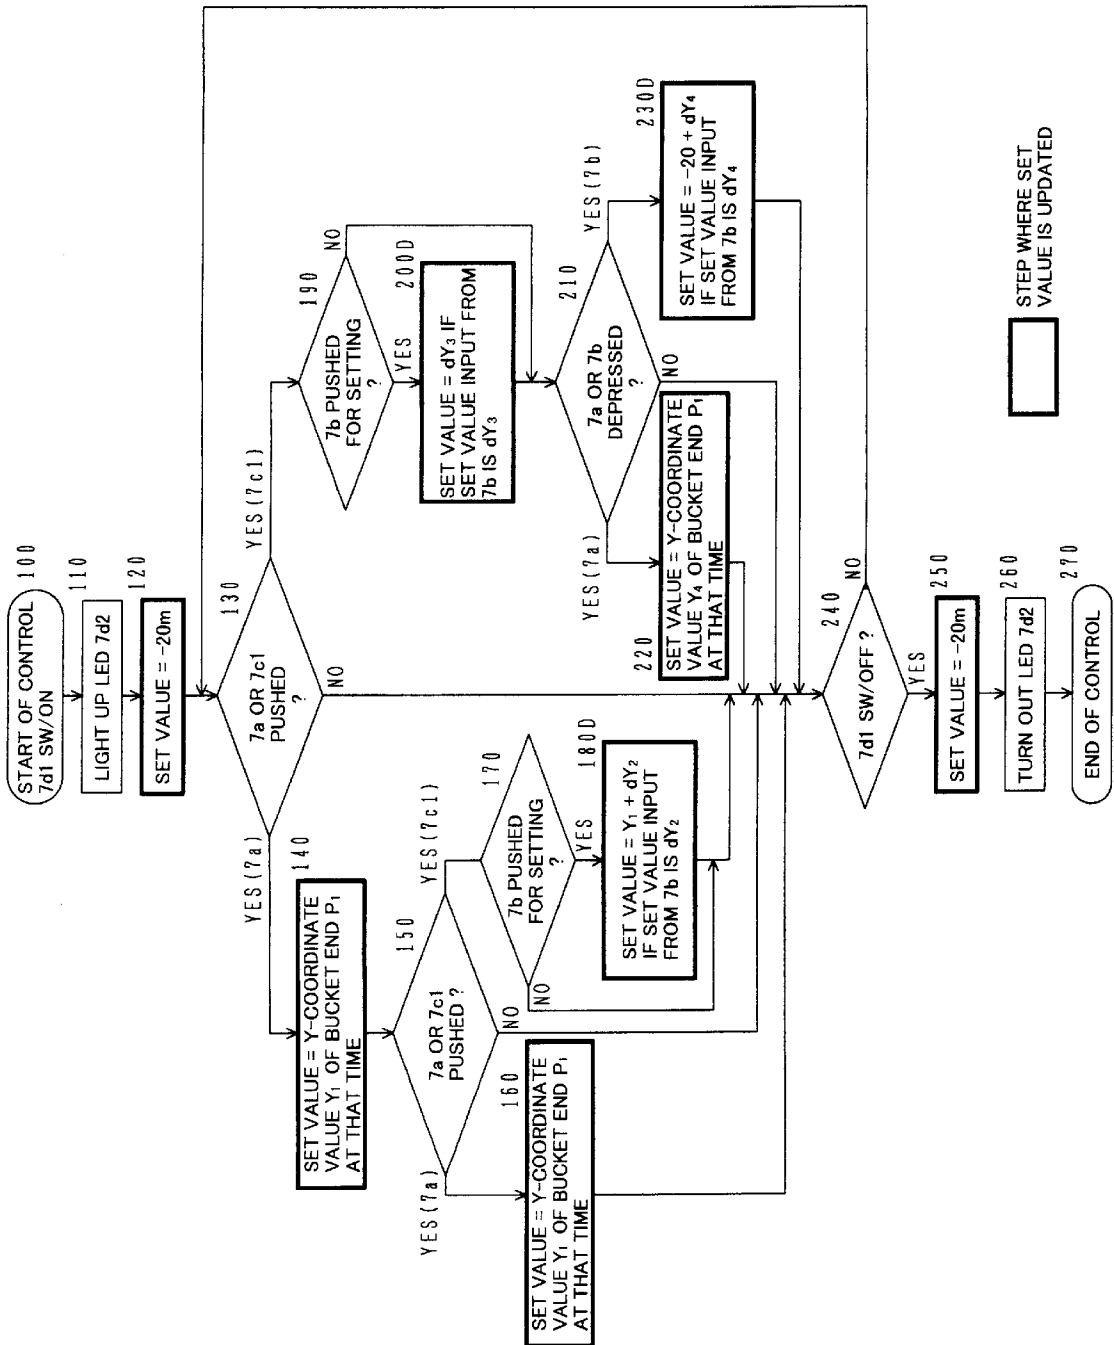 START OF CONTROL
7d1 SW/ON
100
LIGHT UP LED 7d2
110
SET VALUE = -20m
120
7a OR 7c1
PUSHED
?
130
YES(7a)
YES(7c1)
NO
140
SET VALUE = Y-COORDINATE
VALUE Y1 OF BUCKET END P1
AT THAT TIME
7a OR 7c1
PUSHED ?
150
YES(7a)
YES(7c1)
NO
160
SET VALUE = Y-COORDINATE
VALUE Y1 OF BUCKET END P1
AT THAT TIME
7b PUSHED
FOR SETTING
?
170
YES
NO
180D
SET VALUE = Y1 + dY2
IF SET VALUE INPUT
FROM 7b IS dY2
7b PUSHED
FOR SETTING
?
190
NO
YES
200D
SET VALUE = dY3 IF
SET VALUE INPUT FROM
7b IS dY3
7a OR 7b
DEPRESSED
?
210
YES(7a)
YES(7b)
NO
220
SET VALUE = Y-COORDINATE
VALUE Y4 OF BUCKET END P1
AT THAT TIME
230D
SET VALUE = -20 + dY4
IF SET VALUE INPUT
FROM 7b IS dY4
7d1 SW/OFF ?
240
NO
YES
SET VALUE = -20m
250
TURN OUT LED 7d2
260
END OF CONTROL
270
STEP WHERE SET
VALUE IS UPDATED